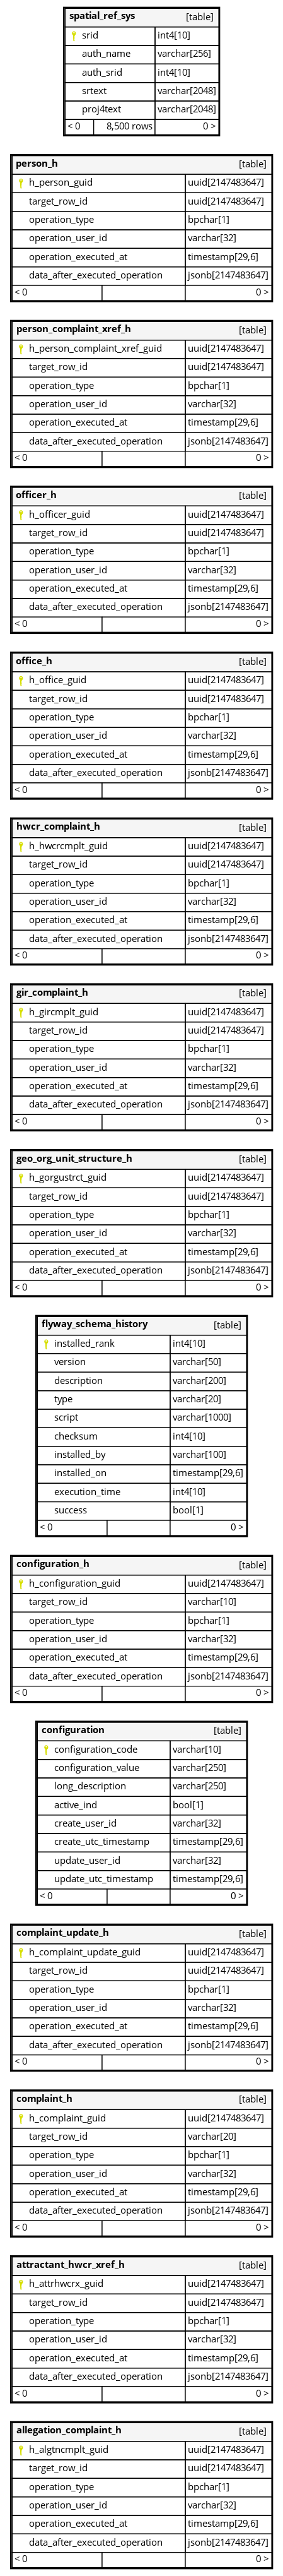 spatial_ref_sys [table]
srid int4[10]
auth_name varchar[256]
auth_srid int4[10]
srtext varchar[2048]
proj4text varchar[2048]
< 0 8,500 rows 0 >
person_h [table]
h_person_guid uuid[2147483647]
target_row_id uuid[2147483647]
operation_type bpchar[1]
operation_user_id varchar[32]
operation_executed_at timestamp[29,6]
data_after_executed_operation jsonb[2147483647]
< 0 0 >
person_complaint_xref_h [table]
h_person_complaint_xref_guid uuid[2147483647]
target_row_id uuid[2147483647]
operation_type bpchar[1]
operation_user_id varchar[32]
operation_executed_at timestamp[29,6]
data_after_executed_operation jsonb[2147483647]
< 0 0 >
officer_h [table]
h_officer_guid uuid[2147483647]
target_row_id uuid[2147483647]
operation_type bpchar[1]
operation_user_id varchar[32]
operation_executed_at timestamp[29,6]
data_after_executed_operation jsonb[2147483647]
< 0 0 >
office_h [table]
h_office_guid uuid[2147483647]
target_row_id uuid[2147483647]
operation_type bpchar[1]
operation_user_id varchar[32]
operation_executed_at timestamp[29,6]
data_after_executed_operation jsonb[2147483647]
< 0 0 >
hwcr_complaint_h [table]
h_hwcrcmplt_guid uuid[2147483647]
target_row_id uuid[2147483647]
operation_type bpchar[1]
operation_user_id varchar[32]
operation_executed_at timestamp[29,6]
data_after_executed_operation jsonb[2147483647]
< 0 0 >
gir_complaint_h [table]
h_gircmplt_guid uuid[2147483647]
target_row_id uuid[2147483647]
operation_type bpchar[1]
operation_user_id varchar[32]
operation_executed_at timestamp[29,6]
data_after_executed_operation jsonb[2147483647]
< 0 0 >
geo_org_unit_structure_h [table]
h_gorgustrct_guid uuid[2147483647]
target_row_id uuid[2147483647]
operation_type bpchar[1]
operation_user_id varchar[32]
operation_executed_at timestamp[29,6]
data_after_executed_operation jsonb[2147483647]
< 0 0 >
flyway_schema_history [table]
installed_rank int4[10]
version varchar[50]
description varchar[200]
type varchar[20]
script varchar[1000]
checksum int4[10]
installed_by varchar[100]
installed_on timestamp[29,6]
execution_time int4[10]
success bool[1]
< 0 0 >
configuration_h [table]
h_configuration_guid uuid[2147483647]
target_row_id varchar[10]
operation_type bpchar[1]
operation_user_id varchar[32]
operation_executed_at timestamp[29,6]
data_after_executed_operation jsonb[2147483647]
< 0 0 >
configuration [table]
configuration_code varchar[10]
configuration_value varchar[250]
long_description varchar[250]
active_ind bool[1]
create_user_id varchar[32]
create_utc_timestamp timestamp[29,6]
update_user_id varchar[32]
update_utc_timestamp timestamp[29,6]
< 0 0 >
complaint_update_h [table]
h_complaint_update_guid uuid[2147483647]
target_row_id uuid[2147483647]
operation_type bpchar[1]
operation_user_id varchar[32]
operation_executed_at timestamp[29,6]
data_after_executed_operation jsonb[2147483647]
< 0 0 >
complaint_h [table]
h_complaint_guid uuid[2147483647]
target_row_id varchar[20]
operation_type bpchar[1]
operation_user_id varchar[32]
operation_executed_at timestamp[29,6]
data_after_executed_operation jsonb[2147483647]
< 0 0 >
attractant_hwcr_xref_h [table]
h_attrhwcrx_guid uuid[2147483647]
target_row_id uuid[2147483647]
operation_type bpchar[1]
operation_user_id varchar[32]
operation_executed_at timestamp[29,6]
data_after_executed_operation jsonb[2147483647]
< 0 0 >
allegation_complaint_h [table]
h_algtncmplt_guid uuid[2147483647]
target_row_id uuid[2147483647]
operation_type bpchar[1]
operation_user_id varchar[32]
operation_executed_at timestamp[29,6]
data_after_executed_operation jsonb[2147483647]
< 0 0 >